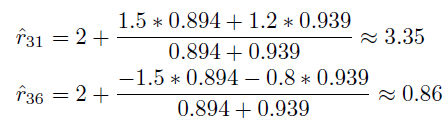 r̂₃₁ = 2 + (1.5 * 0.894 + 1.2 * 0.939) / (0.894 + 0.939) ≈ 3.35
r̂₃₆ = 2 + (−1.5 * 0.894 − 0.8 * 0.939) / (0.894 + 0.939) ≈ 0.86